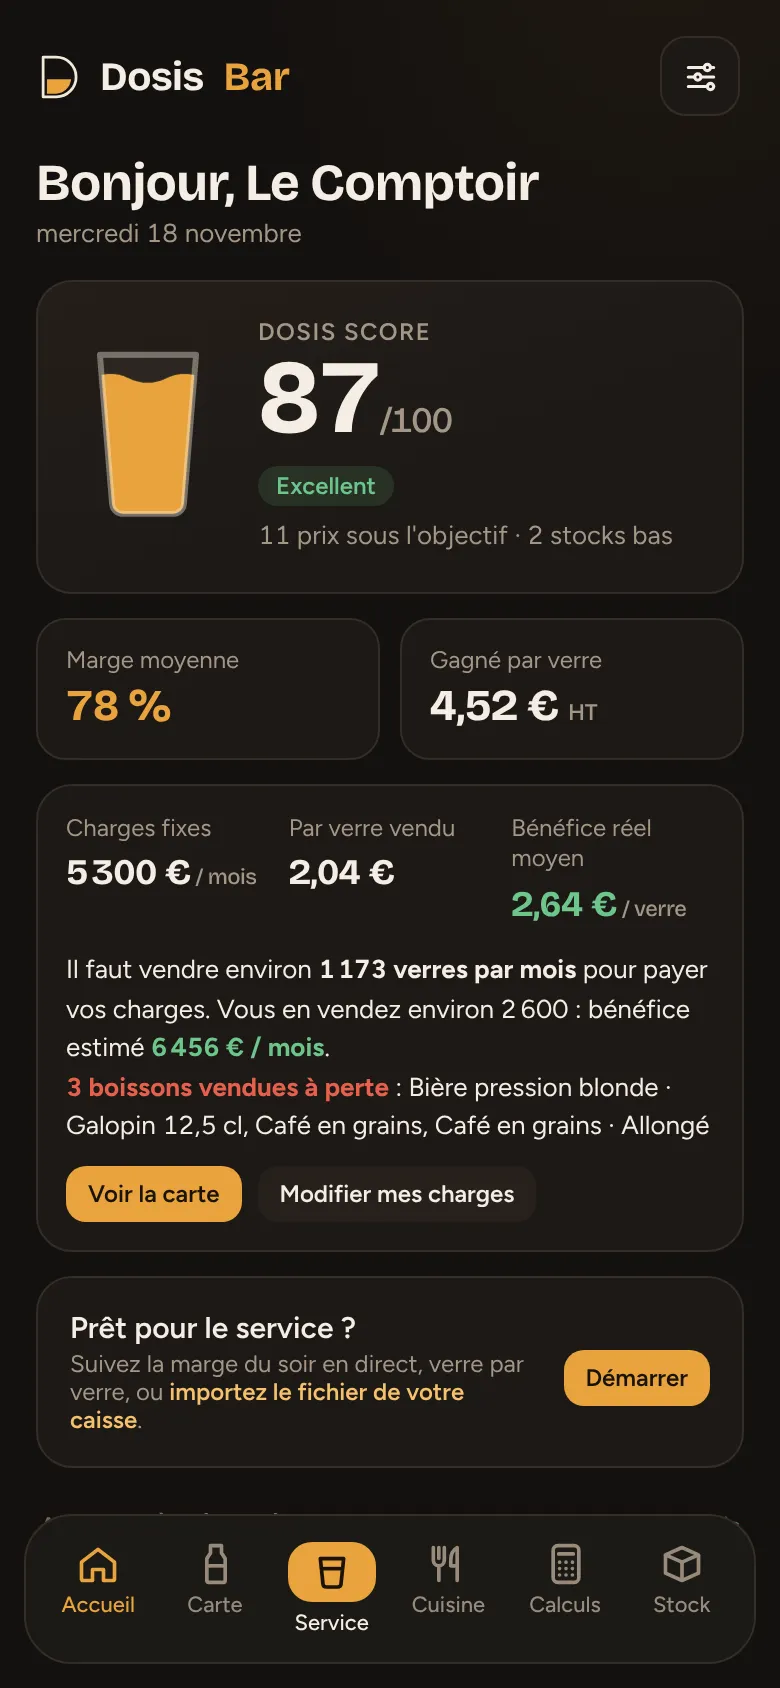 Dosis Bar
Bonjour, Le Comptoir
mercredi 18 novembre
DOSIS SCORE
87/100
Excellent
11 prix sous l'objectif · 2 stocks bas
Marge moyenne
78 %
Gagné par verre
4,52 € HT
Charges fixes
5 300 € / mois
Par verre vendu
2,04 €
Bénéfice réel
moyen
2,64 € / verre
Il faut vendre environ 1 173 verres par mois pour payer
vos charges. Vous en vendez environ 2 600 : bénéfice
estimé 6 456 € / mois.
3 boissons vendues à perte : Bière pression blonde ·
Galopin 12,5 cl, Café en grains, Café en grains · Allongé
Voir la carte
Modifier mes charges
Prêt pour le service ?
Suivez la marge du soir en direct, verre par
verre, ou importez le fichier de votre
caisse.
Démarrer
Accueil
Carte
Service
Cuisine
Calculs
Stock